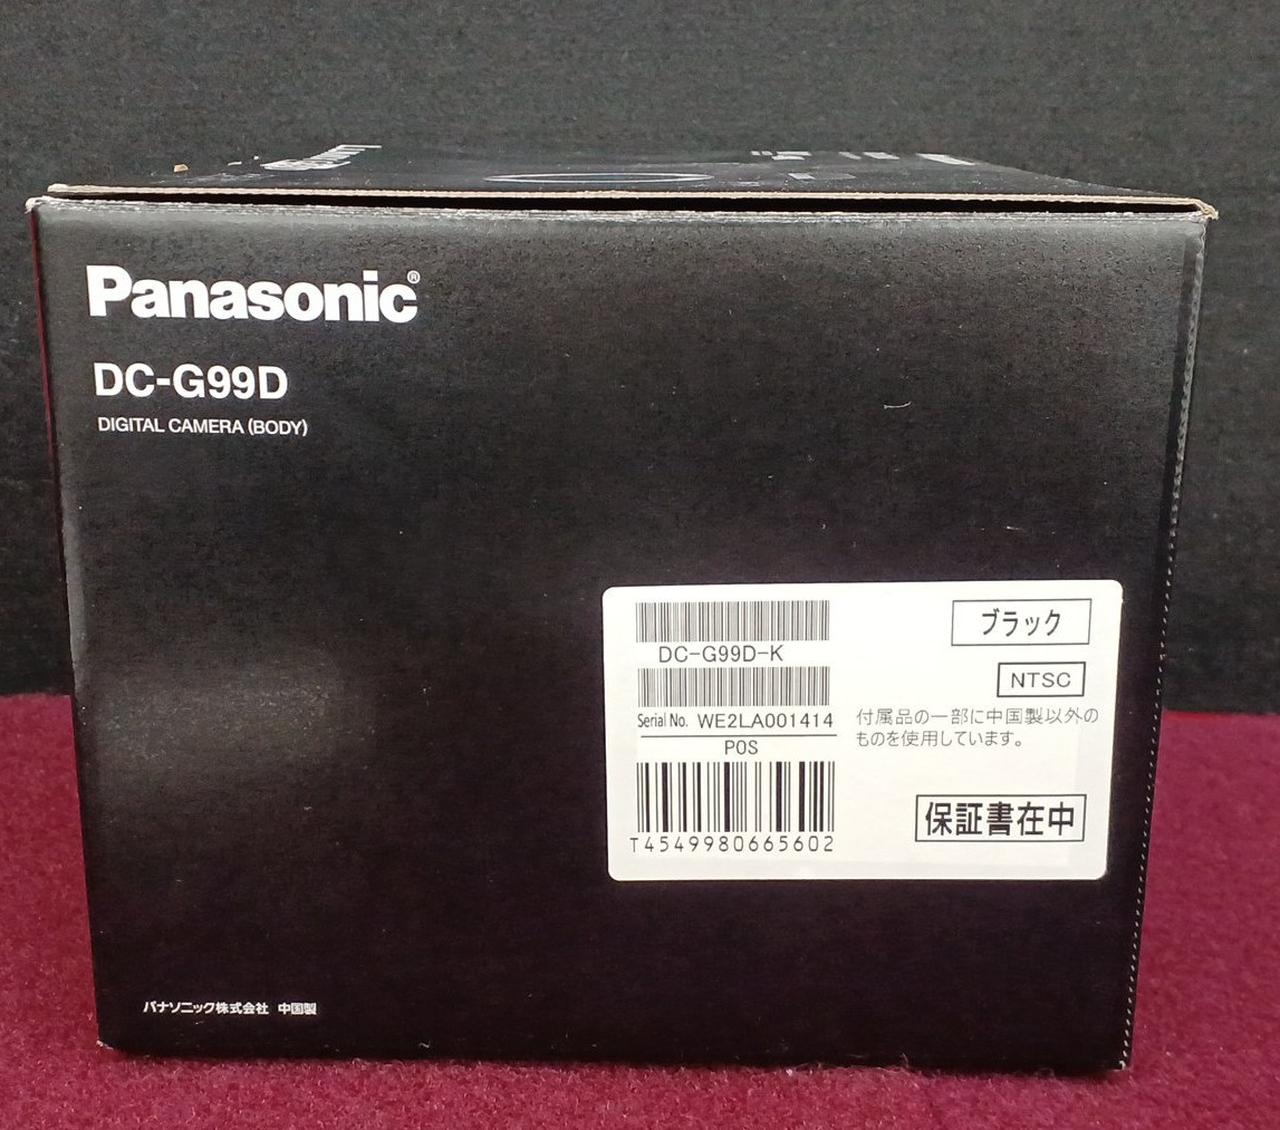 Panasonic®
DC-G99D
DIGITAL CAMERA (BODY)
DC-G99D-K
Serial No. WE2LA001414
POS
T4549980665602
ブラック
NTSC
付属品の一部に中国製以外の
ものを使用しています。
保証書在中
パナソニック株式会社 中国製